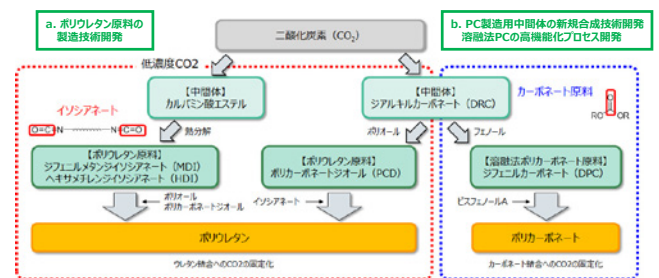 a. ポリウレタン原料の
製造技術開発
二酸化炭素（CO₂）
b. PC製造用中間体の新規合成技術開発
溶融法PCの高機能化プロセス開発
低濃度CO2
【中間体】
カルバミン酸エステル
【中間体】
ジアルキルカーボネート（DRC）
イソシアネート
カーボネート原料
O=C=N
N=C=O
熱分解
ポリオール
フェノール
O
RO
OR
【ポリウレタン原料】
ジフェニルメタンジイソシアネート（MDI）
ヘキサメチレンジイソシアネート（HDI）
【ポリウレタン原料】
ポリカーボネートジオール（PCD）
【溶融法ポリカーボネート原料】
ジフェニルカーボネート（DPC）
ポリオール
ポリカーボネートジオール
イソシアネート
ビスフェノールA
ポリウレタン
ポリカーボネート
ウレタン結合へのCO2の固定化
カーボネート結合へのCO2の固定化